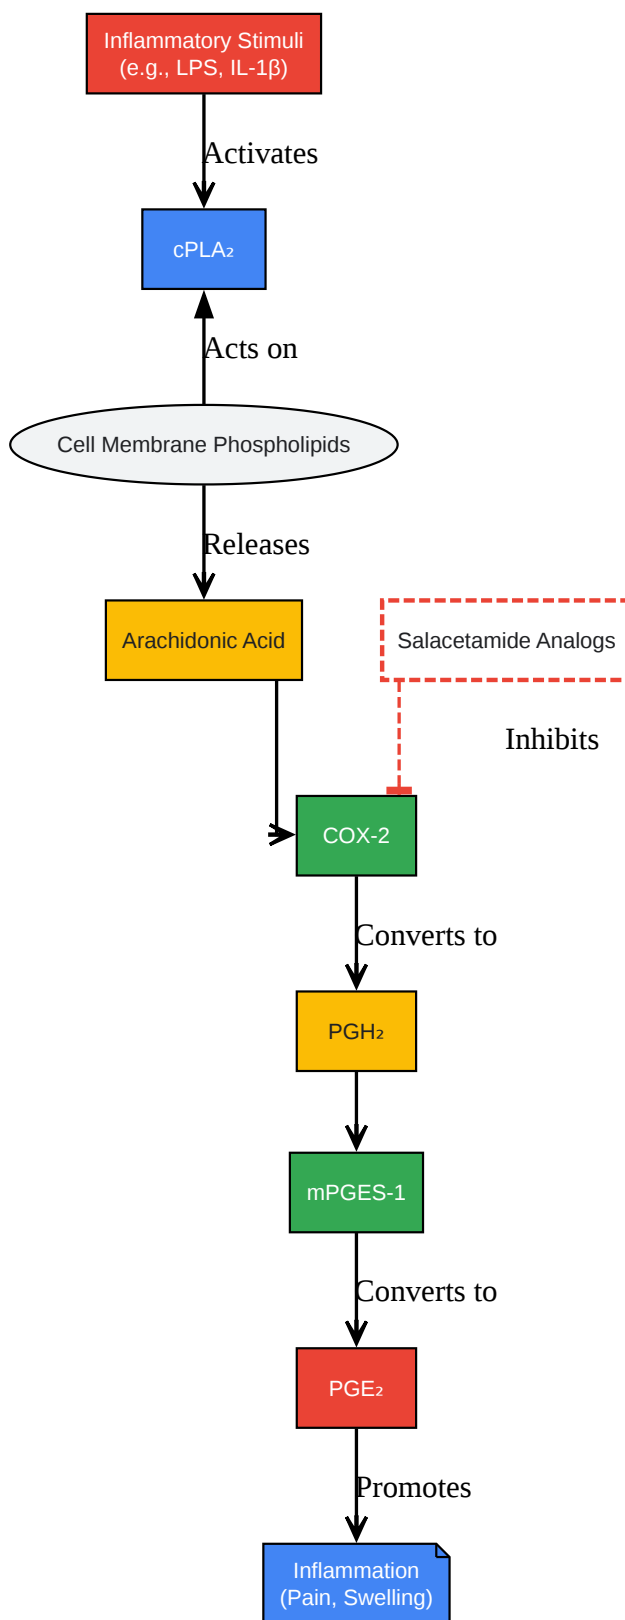 Inflammatory Stimuli
(e.g., LPS, IL-1β)
Activates
cPLA₂
Acts on
Cell Membrane Phospholipids
Releases
Arachidonic Acid
Salacetamide Analogs
Inhibits
COX-2
Converts to
PGH₂
mPGES-1
Converts to
PGE₂
Promotes
Inflammation
(Pain, Swelling)